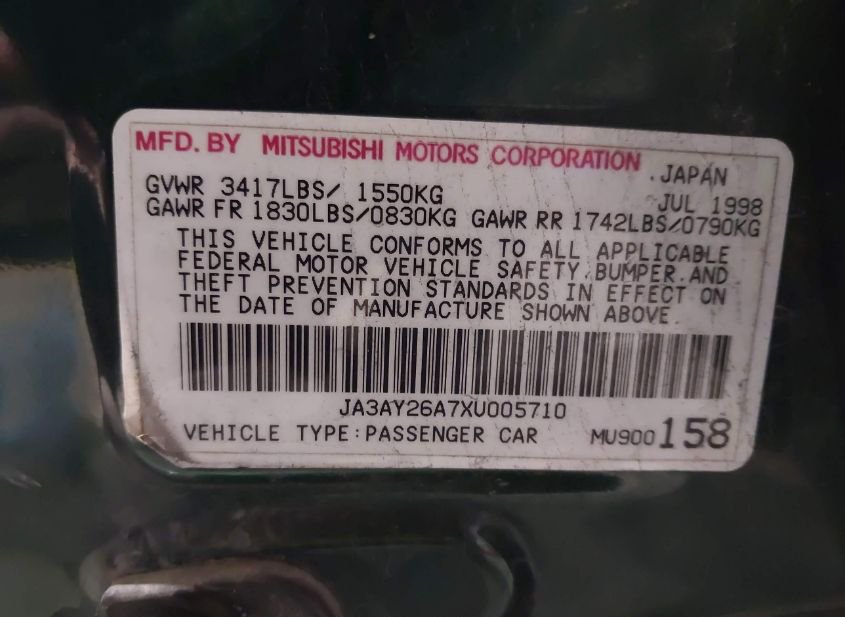 MFD. BY MITSUBISHI MOTORS CORPORATION
JAPAN
GVWR 3417LBS/ 1550KG JUL 1998
GAWR FR 1830LBS/0830KG GAWR RR 1742LBS/0790KG
THIS VEHICLE CONFORMS TO ALL APPLICABLE
FEDERAL MOTOR VEHICLE SAFETY.BUMPER.AND
THEFT PREVENTION STANDARDS IN EFFECT ON
THE DATE OF MANUFACTURE SHOWN ABOVE.
JA3AY26A7XU005710
VEHICLE TYPE:PASSENGER CAR MU900158